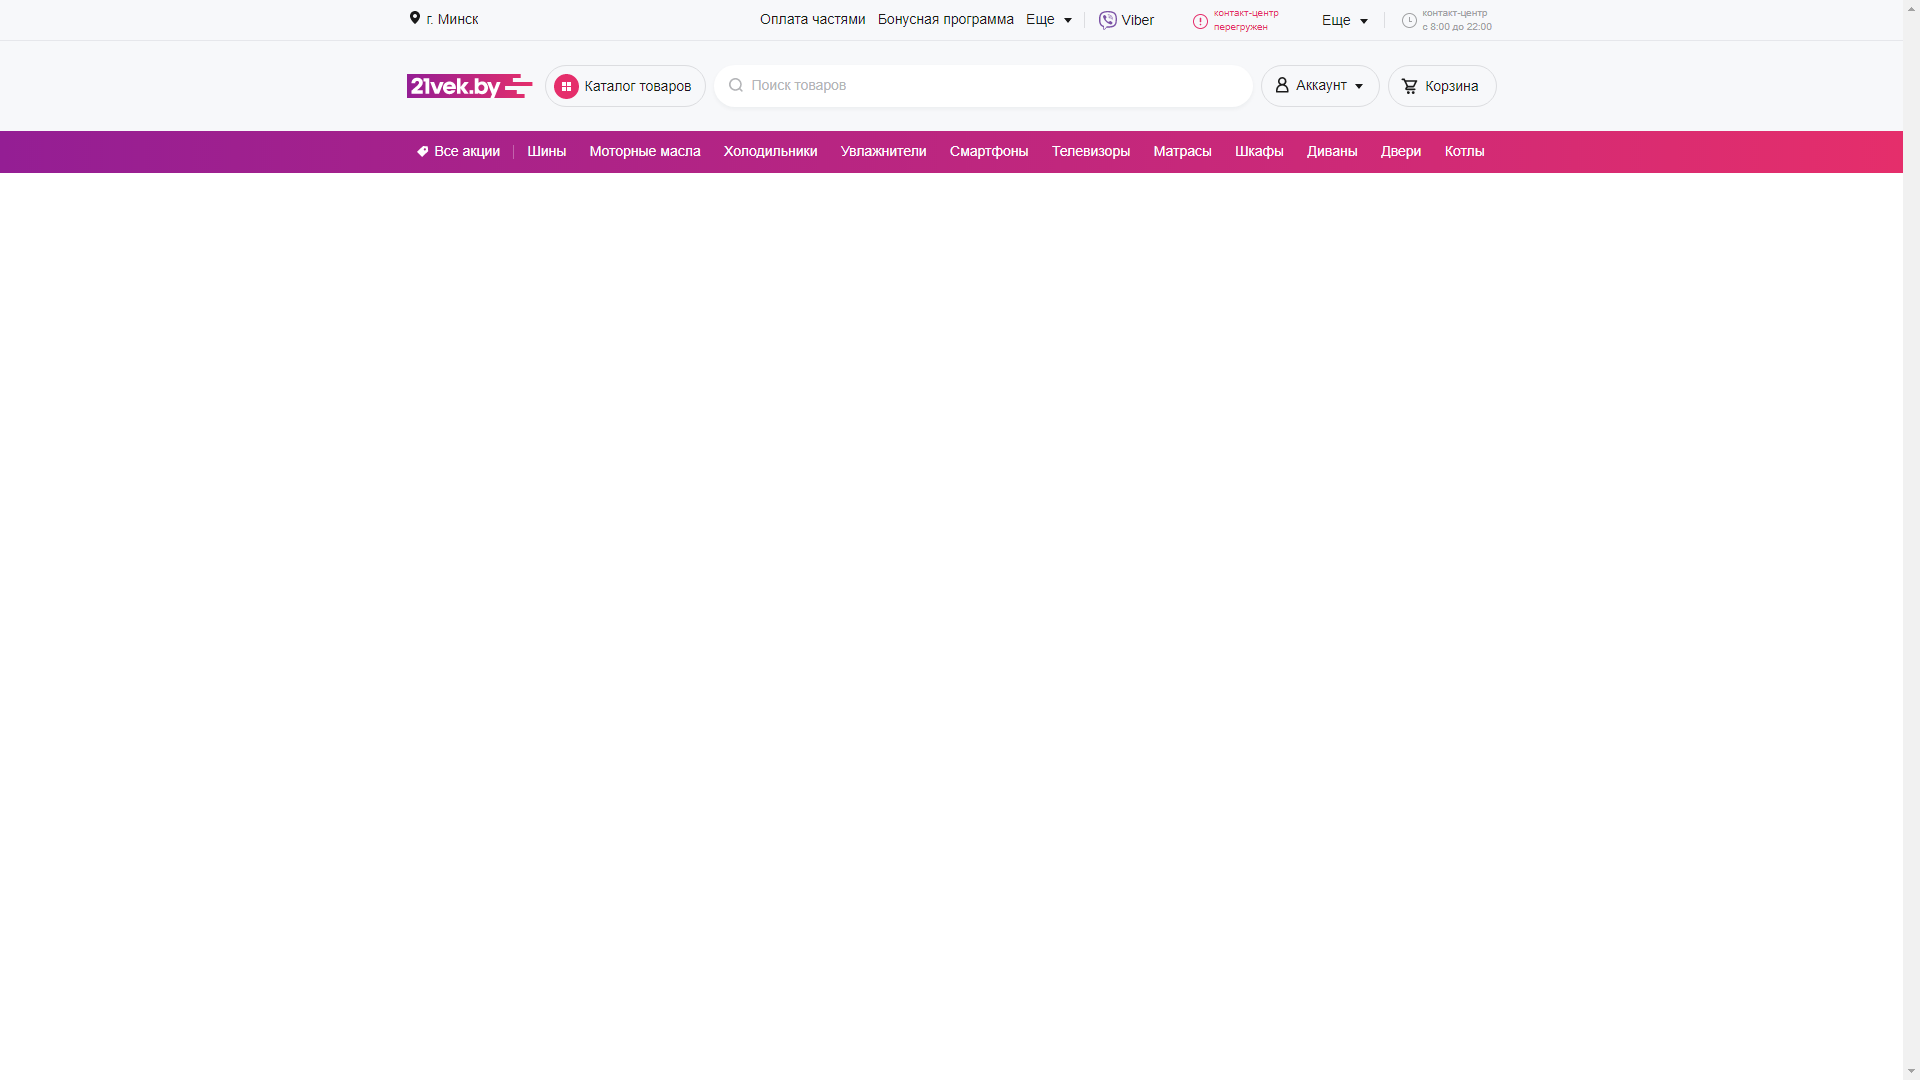 г. Минск
Оплата частями Бонусная программа Еще Viber контакт-центр перегружен Еще контакт-центр с 8:00 до 22:00
21vek.by Каталог товаров Поиск товаров Аккаунт Корзина
Все акции Шины Моторные масла Холодильники Увлажнители Смартфоны Телевизоры Матрасы Шкафы Диваны Двери Котлы